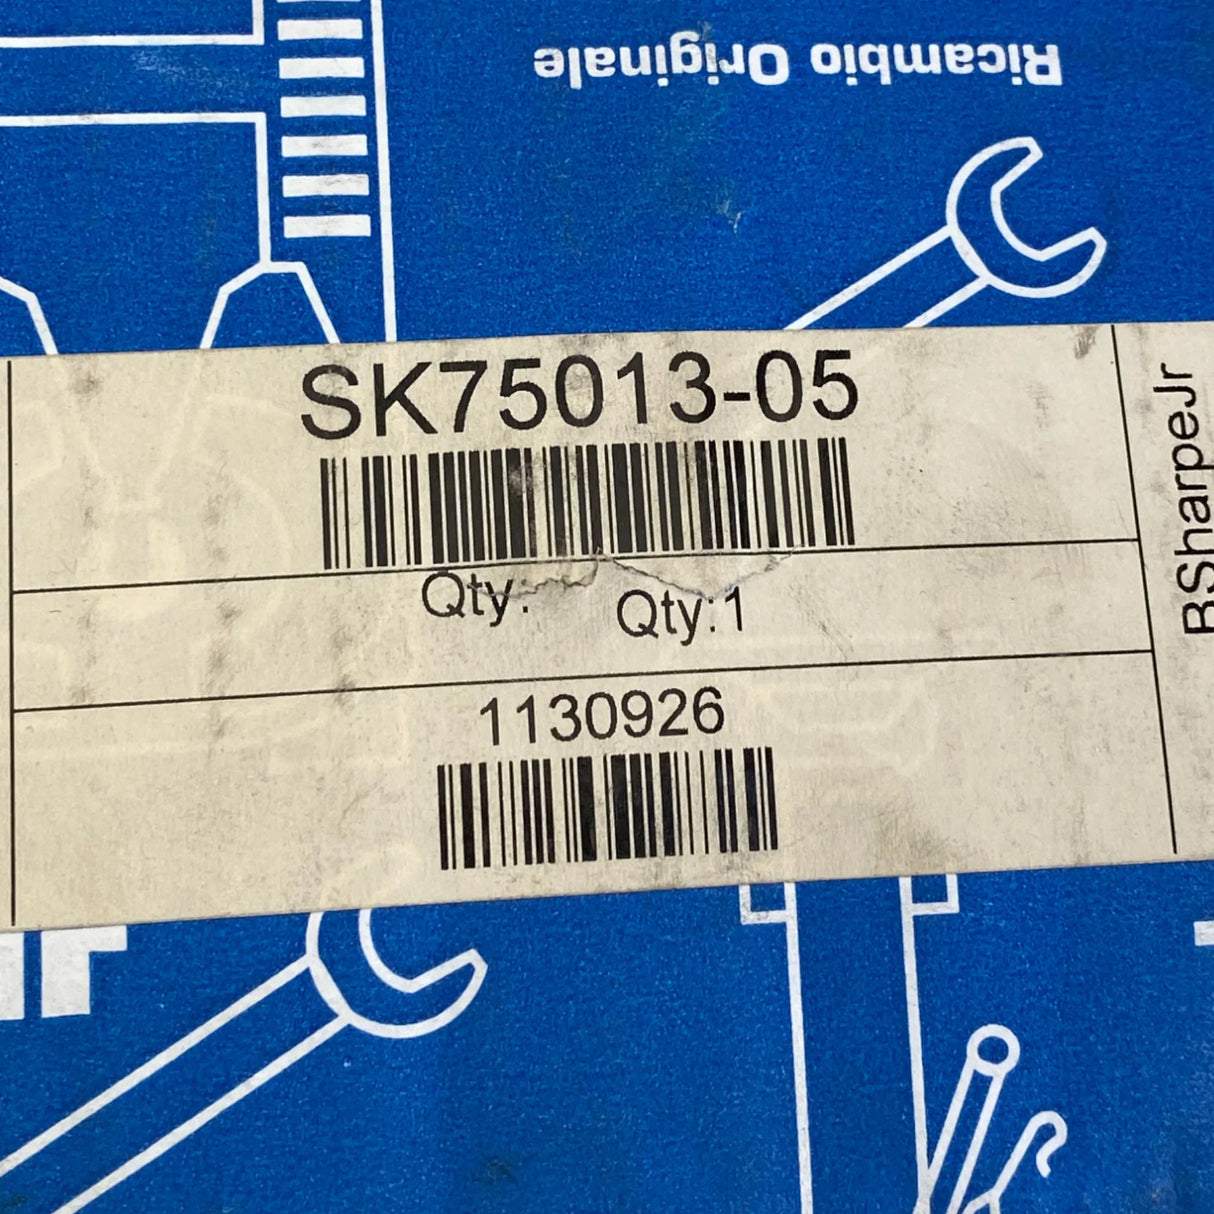 Ricambio Originale
SK75013-05
Qty:
Qty:1
1130926
BSharpeJr